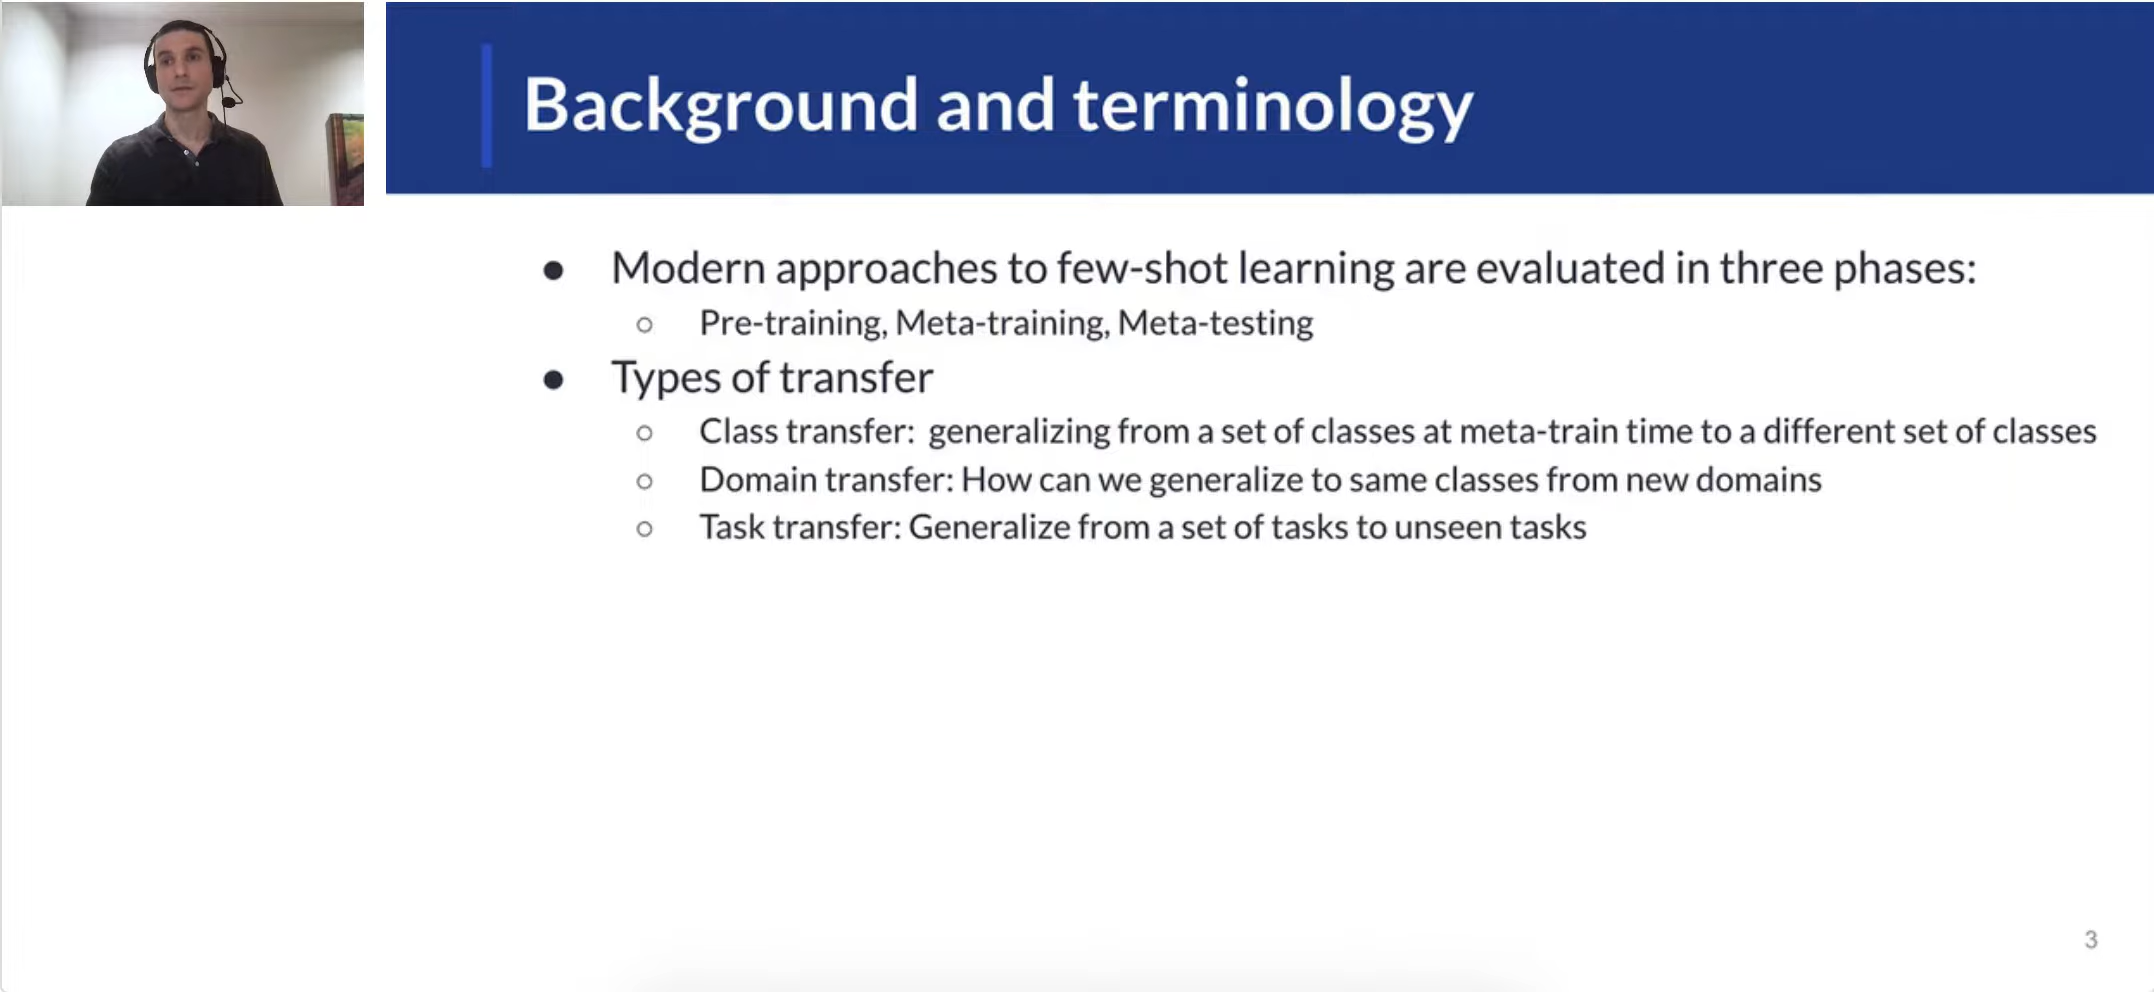 Background and terminology
● Modern approaches to few-shot learning are evaluated in three phases:
○ Pre-training, Meta-training, Meta-testing
● Types of transfer
○ Class transfer: generalizing from a set of classes at meta-train time to a different set of classes
○ Domain transfer: How can we generalize to same classes from new domains
○ Task transfer: Generalize from a set of tasks to unseen tasks
3